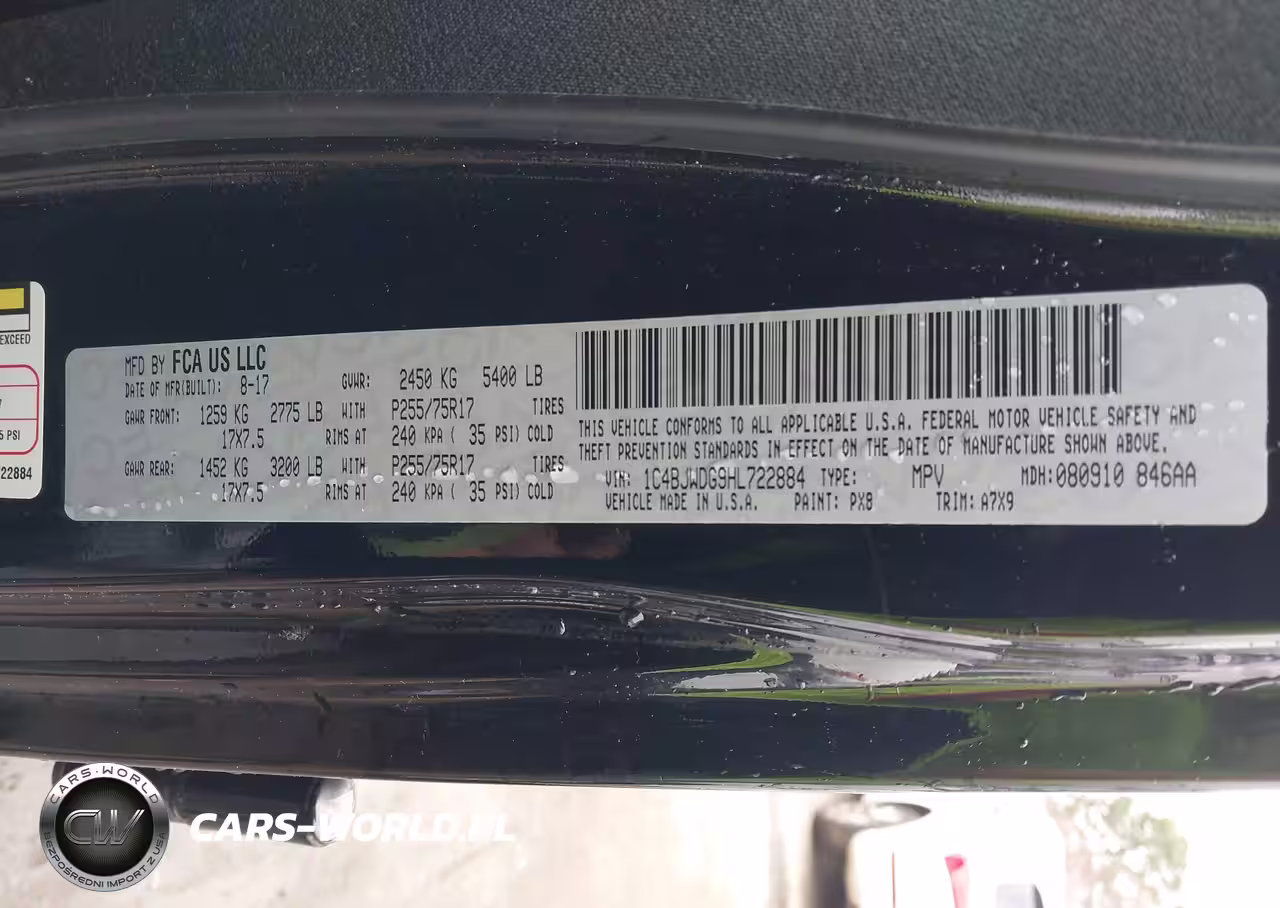 EXCEED
5 PSI
722884
MFD BY FCA US LLC
DATE OF MFR(BUILT): 8-17 GVWR: 2450 KG 5400 LB
GAWR FRONT: 1259 KG 2775 LB WITH P255/75R17 TIRES
17X7.5 RIMS AT 240 KPA ( 35 PSI) COLD
GAWR REAR: 1452 KG 3200 LB WITH P255/75R17 TIRES
17X7.5 RIMS AT 240 KPA ( 35 PSI) COLD
THIS VEHICLE CONFORMS TO ALL APPLICABLE U.S.A. FEDERAL MOTOR VEHICLE SAFETY AND
THEFT PREVENTION STANDARDS IN EFFECT ON THE DATE OF MANUFACTURE SHOWN ABOVE.
VIN: 1C4BJWDG9HL722884 TYPE: MPV MDH:080910 846AA
VEHICLE MADE IN U.S.A. PAINT: PX8 TRIM: A7X9
CARS-WORLD
CW
BEZPOŚREDNI IMPORT Z USA
CARS-WORLD.PL